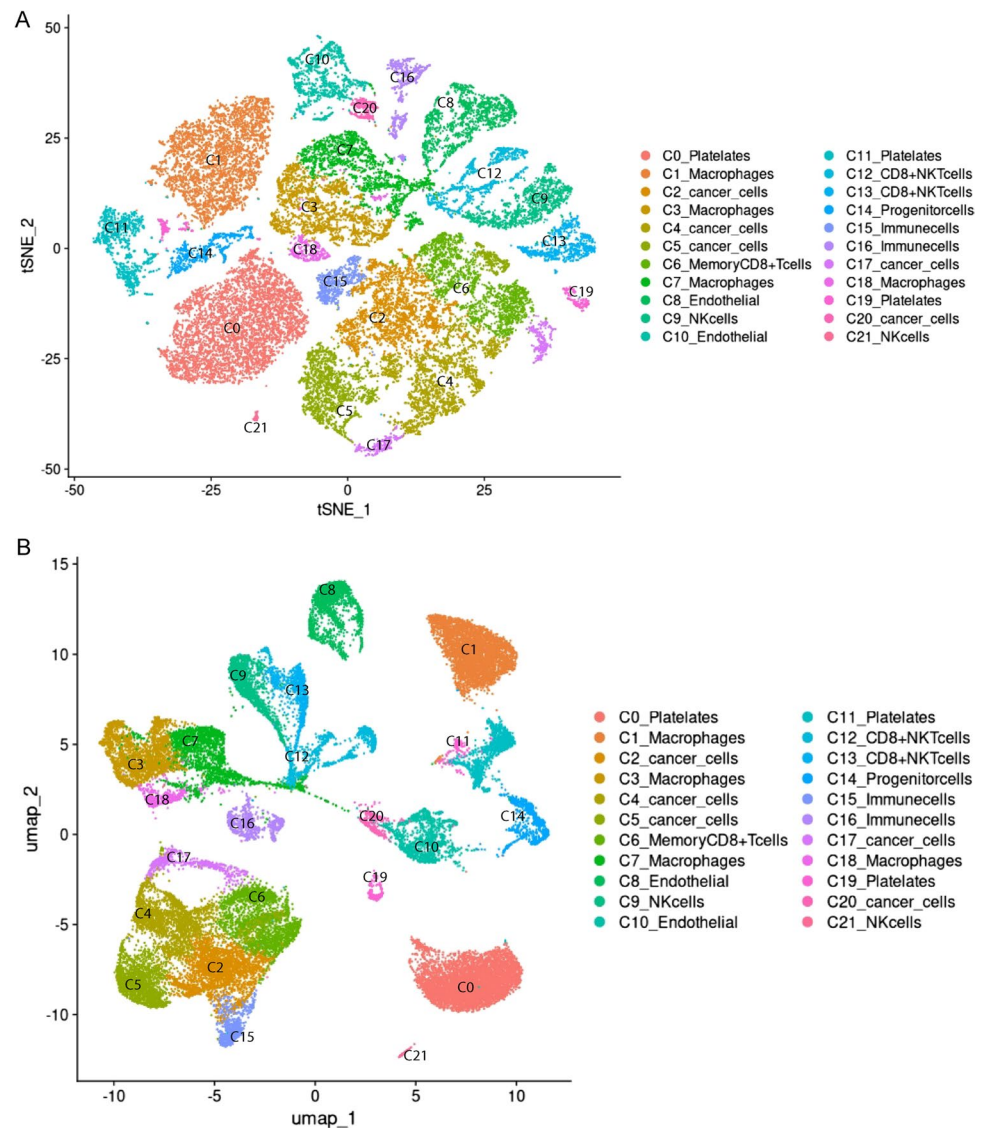 A
50
25
0
-25
-50
tSNE_2
-50
-25
0
25
tSNE_1
C10
C16
C20
C8
C1
C7
C12
C9
C3
C11
C14
C18
C13
C15
C19
C6
C2
C0
C4
C5
C21
C17
C0_Platelates
C1_Macrophages
C2_cancer_cells
C3_Macrophages
C4_cancer_cells
C5_cancer_cells
C6_MemoryCD8+Tcells
C7_Macrophages
C8_Endothelial
C9_NKcells
C10_Endothelial
C11_Platelates
C12_CD8+NKTcells
C13_CD8+NKTcells
C14_Progenitorcells
C15_Immunecells
C16_Immunecells
C17_cancer_cells
C18_Macrophages
C19_Platelates
C20_cancer_cells
C21_NKcells
B
15
10
5
0
-5
-10
umap_2
-10
-5
0
5
10
umap_1
C8
C1
C9
C13
C7
C11
C3
C12
C18
C16
C20
C14
C10
C17
C19
C6
C4
C2
C5
C0
C15
C21
C0_Platelates
C1_Macrophages
C2_cancer_cells
C3_Macrophages
C4_cancer_cells
C5_cancer_cells
C6_MemoryCD8+Tcells
C7_Macrophages
C8_Endothelial
C9_NKcells
C10_Endothelial
C11_Platelates
C12_CD8+NKTcells
C13_CD8+NKTcells
C14_Progenitorcells
C15_Immunecells
C16_Immunecells
C17_cancer_cells
C18_Macrophages
C19_Platelates
C20_cancer_cells
C21_NKcells